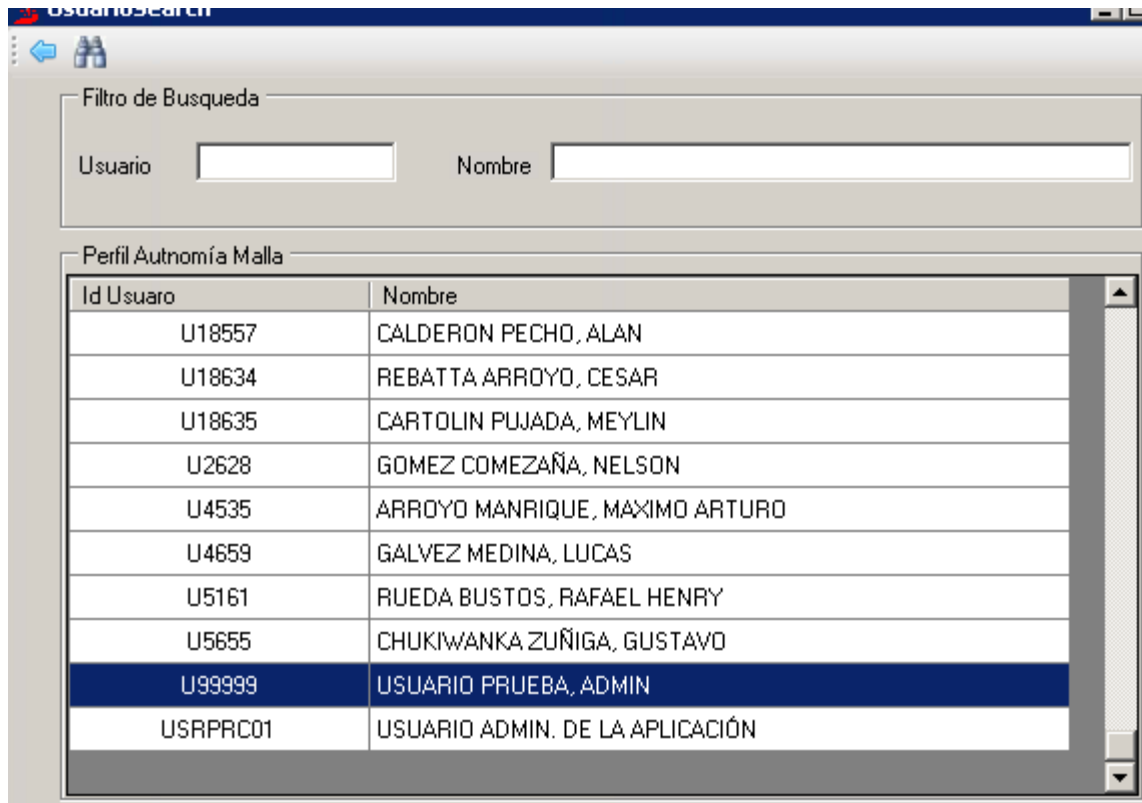 UsuarioSearch
Filtro de Busqueda
Usuario Nombre
Perfil Autnomía Malla
Id Usuaro Nombre
U18557 CALDERON PECHO, ALAN
U18634 REBATTA ARROYO, CESAR
U18635 CARTOLIN PUJADA, MEYLIN
U2628 GOMEZ COMEZAÑA, NELSON
U4535 ARROYO MANRIQUE, MAXIMO ARTURO
U4659 GALVEZ MEDINA, LUCAS
U5161 RUEDA BUSTOS, RAFAEL HENRY
U5655 CHUKIWANKA ZUÑIGA, GUSTAVO
U99999 USUARIO PRUEBA, ADMIN
USRPRC01 USUARIO ADMIN. DE LA APLICACIÓN